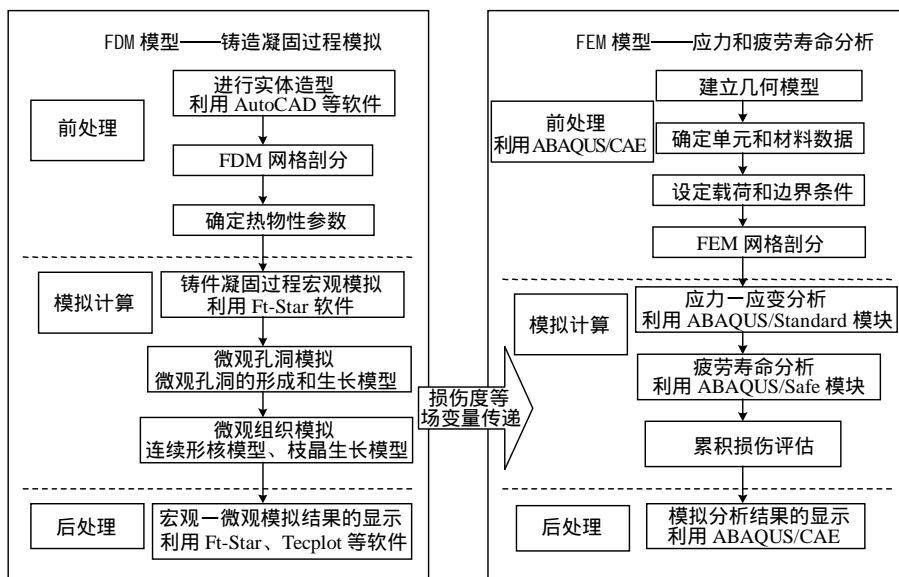 FDM 模型——铸造凝固过程模拟
前处理
进行实体造型
利用 AutoCAD 等软件
FDM 网格剖分
确定热物性参数
模拟计算
铸件凝固过程宏观模拟
利用 Ft-Star 软件
微观孔洞模拟
微观孔洞的形成和生长模型
微观组织模拟
连续形核模型、枝晶生长模型
后处理
宏观—微观模拟结果的显示
利用 Ft-Star、Tecplot 等软件
损伤度等
场变量传递
FEM 模型——应力和疲劳寿命分析
前处理
利用 ABAQUS/CAE
建立几何模型
确定单元和材料数据
设定载荷和边界条件
FEM 网格剖分
模拟计算
应力—应变分析
利用 ABAQUS/Standard 模块
疲劳寿命分析
利用 ABAQUS/Safe 模块
累积损伤评估
后处理
模拟分析结果的显示
利用 ABAQUS/CAE